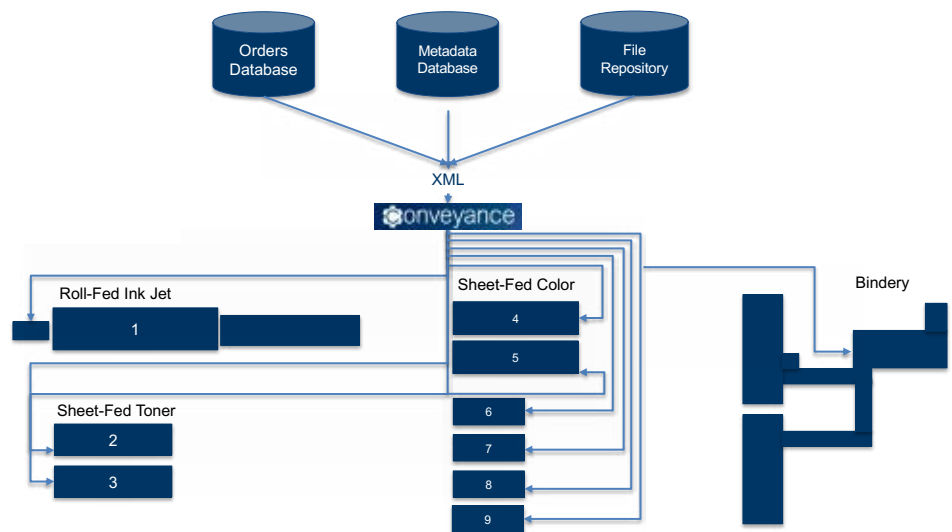 Orders
Database
Metadata
Database
File
Repository
XML
Conveyance
Roll-Fed Ink Jet
1
Sheet-Fed Color
4
5
Bindery
Sheet-Fed Toner
2
3
6
7
8
9